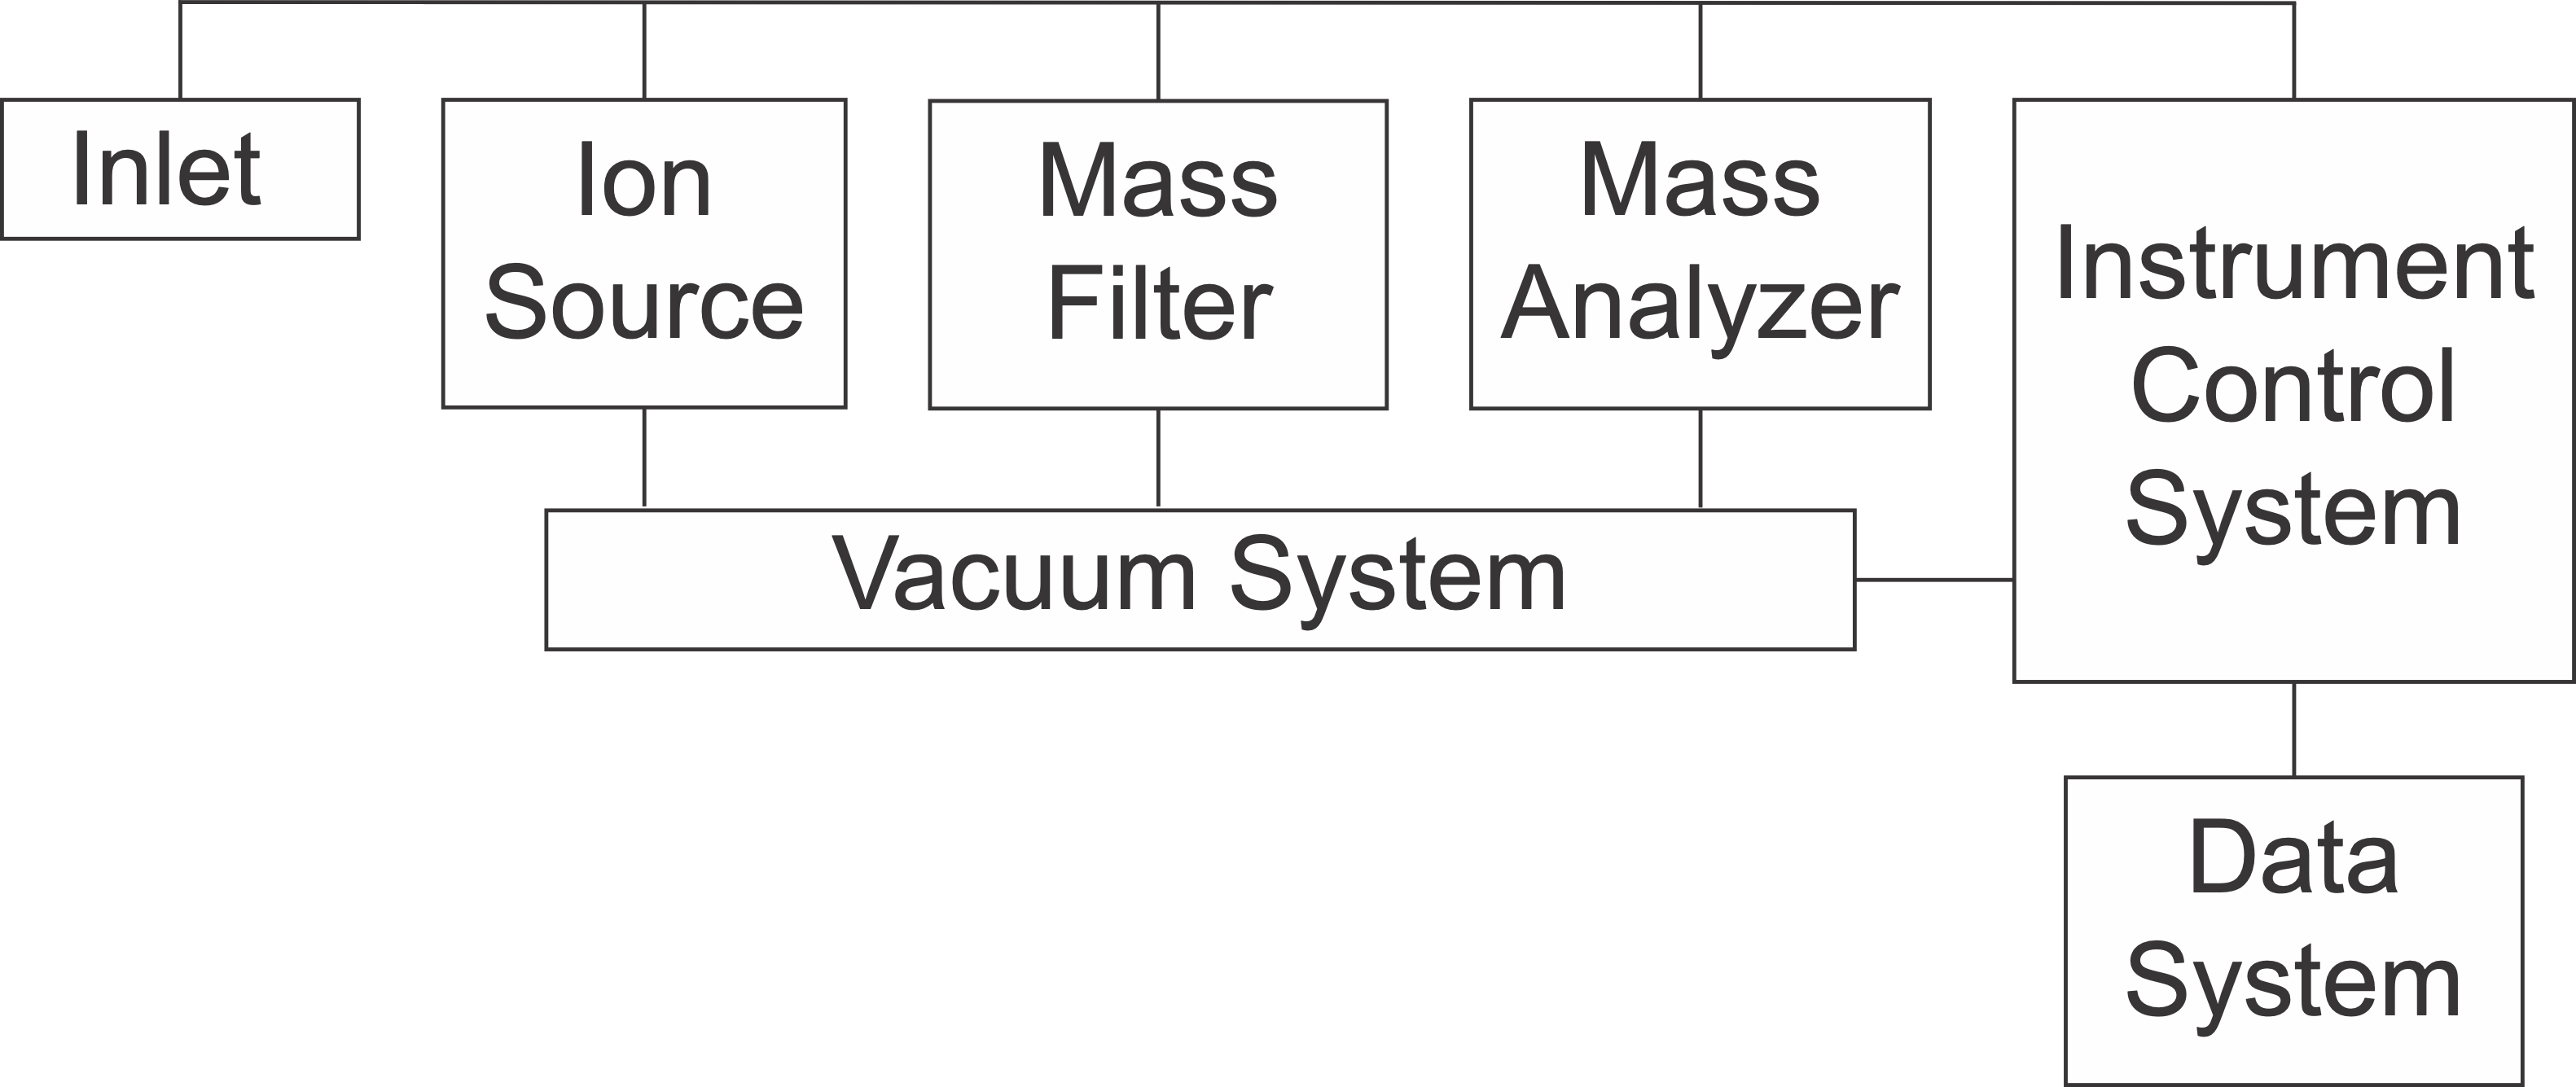 Inlet
Ion
Source
Mass
Filter
Mass
Analyzer
Instrument
Control
System
Vacuum System
Data
System